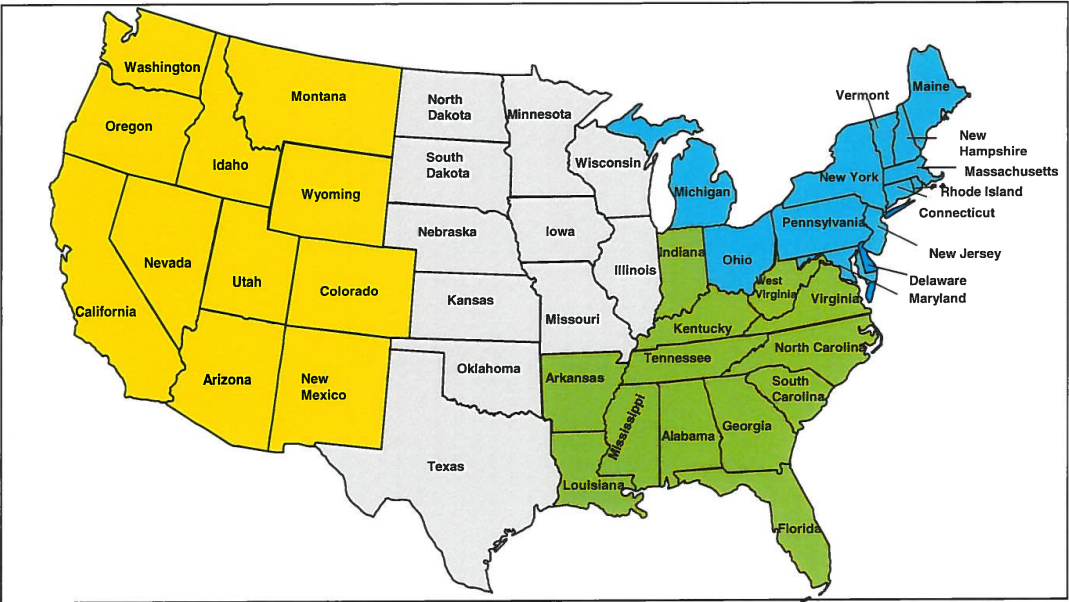 Washington
Montana
North
Dakota
Minnesota
Vermont
Maine
Oregon
Idaho
South
Dakota
Wisconsin
New
Hampshire
Wyoming
Michigan
New York
Massachusetts
Rhode Island
Connecticut
Nebraska
Iowa
Pennsylvania
New Jersey
Nevada
Utah
Colorado
Kansas
Illinois
Indiana
Ohio
West
Virginia
Virginia
Delaware
Maryland
California
Missouri
Kentucky
North Carolina
Arizona
New
Mexico
Oklahoma
Arkansas
Tennessee
South
Carolina
Mississippi
Alabama
Georgia
Texas
Louisiana
Florida